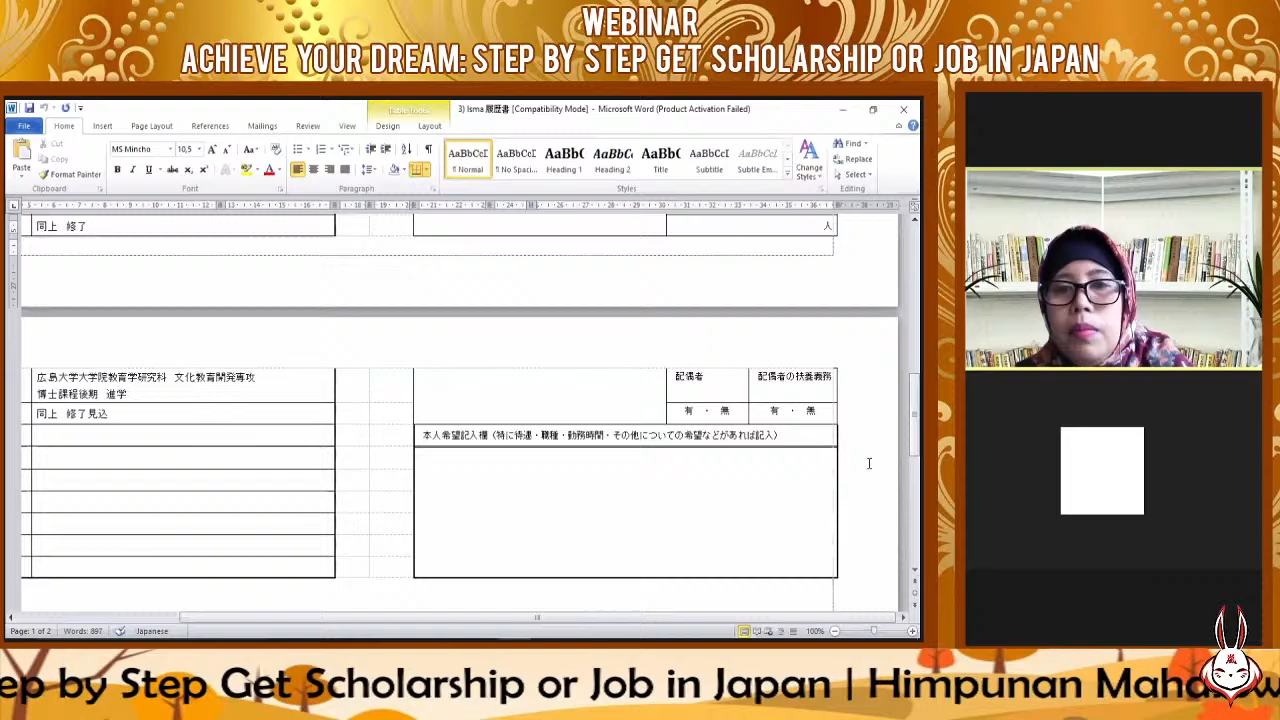 WEBINAR
ACHIEVE YOUR DREAM: STEP BY STEP GET SCHOLARSHIP OR JOB IN JAPAN
3) Isma 履歴書 [Compatibility Mode] - Microsoft Word (Product Activation Failed)
Table Tools
File Home Insert Page Layout References Mailings Review View Design Layout
Paste
Cut
Copy
Format Painter
Clipboard
MS Mincho 10,5
Font
Paragraph
AaBbCcI AaBbCcI AaBbC AaBbCc AaBbC AaBbCcI AaBbCcI
¶ Normal ¶ No Spaci... Heading 1 Heading 2 Title Subtitle Subtle Em...
Styles
Change Styles
Find
Replace
Select
Editing
同上 修了
人
広島大学大学院教育学研究科 文化教育開発専攻
博士課程後期 進学
同上 修了見込
配偶者
配偶者の扶養義務
有 ・ 無
有 ・ 無
本人希望記入欄（特に待遇・職種・勤務時間・その他についての希望などがあれば記入）
Page: 1 of 2 Words: 897 Japanese
100%
ep by Step Get Scholarship or Job in Japan | Himpunan Maha